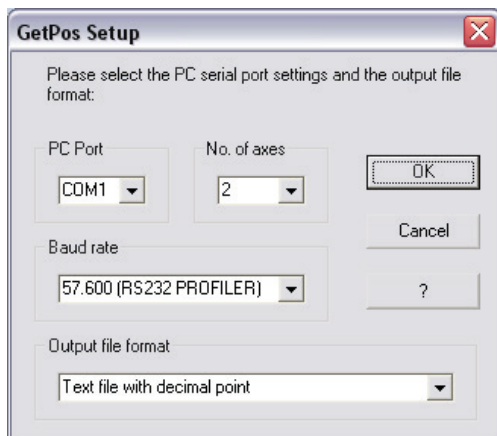 GetPos Setup
Please select the PC serial port settings and the output file
format:
PC Port
No. of axes
COM1
2
OK
Cancel
Baud rate
57.600 (RS232 PROFILER)
?
Output file format
Text file with decimal point